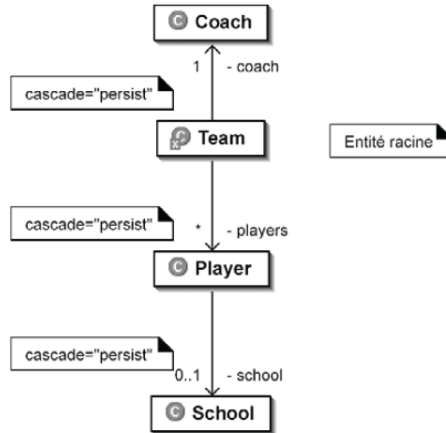 C Coach
1 - coach
cascade="persist"
C Team
Entité racine
cascade="persist"
* - players
C Player
cascade="persist"
0..1 - school
C School